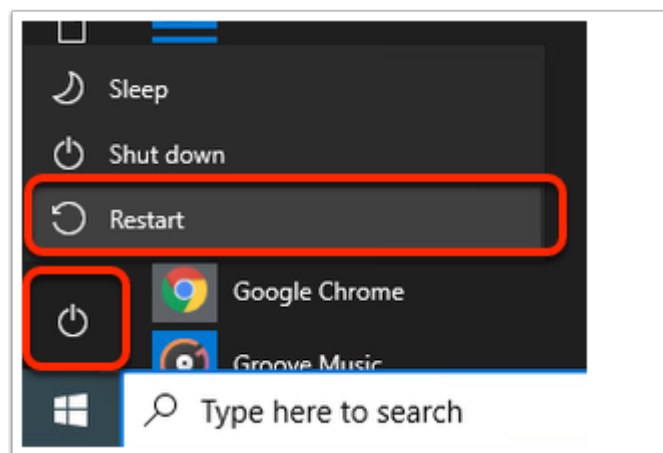 Sleep
Shut down
Restart
Google Chrome
Groove Music
Type here to search